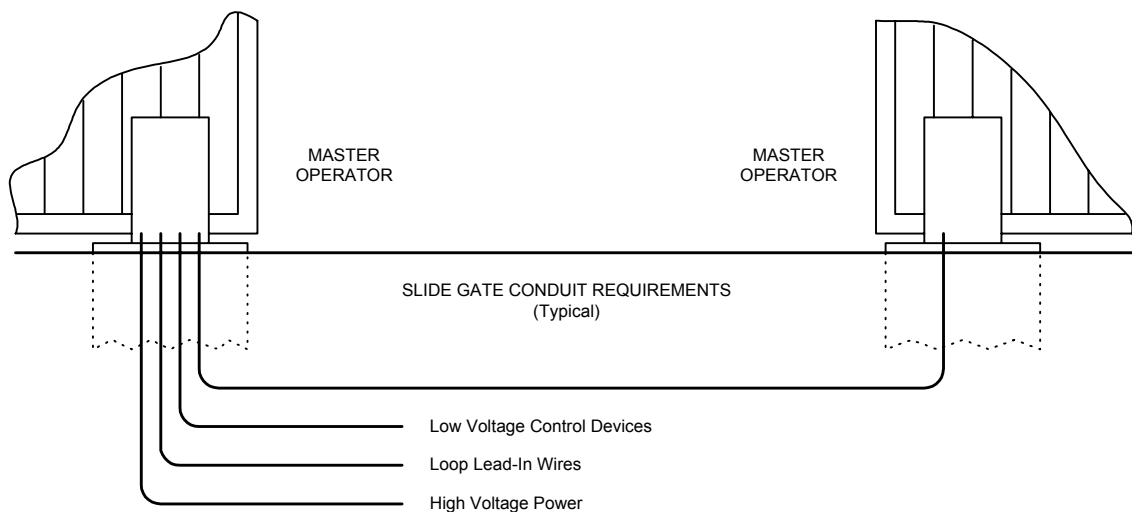 MASTER
OPERATOR
MASTER
OPERATOR
SLIDE GATE CONDUIT REQUIREMENTS
(Typical)
Low Voltage Control Devices
Loop Lead-In Wires
High Voltage Power